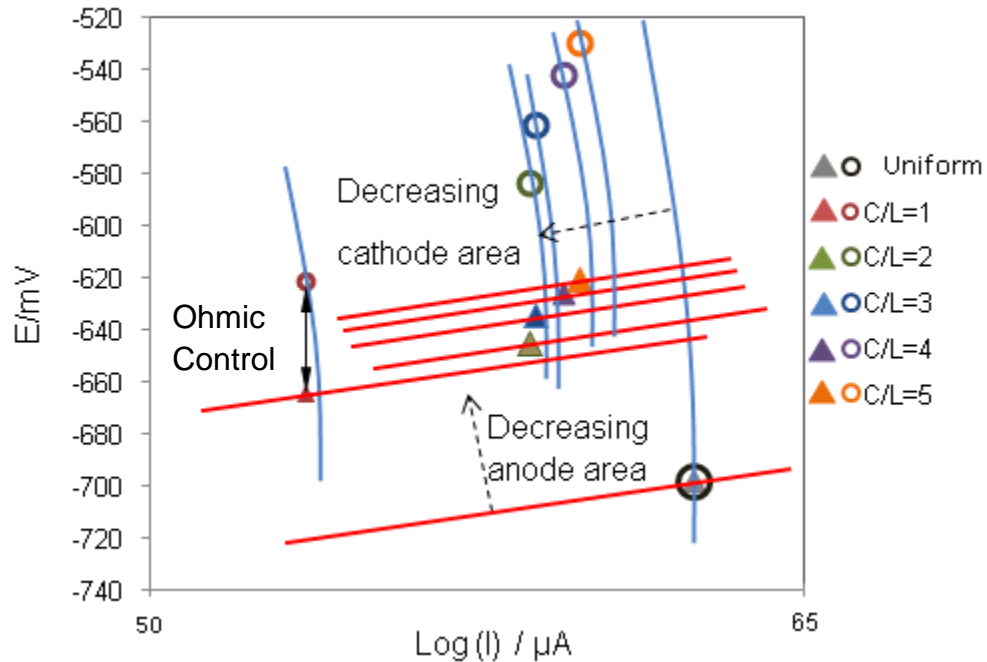 -520
-540
-560
-580
-600
-620
-640
-660
-680
-700
-720
-740
E/mV
50
65
Log (I) / µA
Decreasing
cathode area
Ohmic
Control
Decreasing
anode area
Uniform
C/L=1
C/L=2
C/L=3
C/L=4
C/L=5